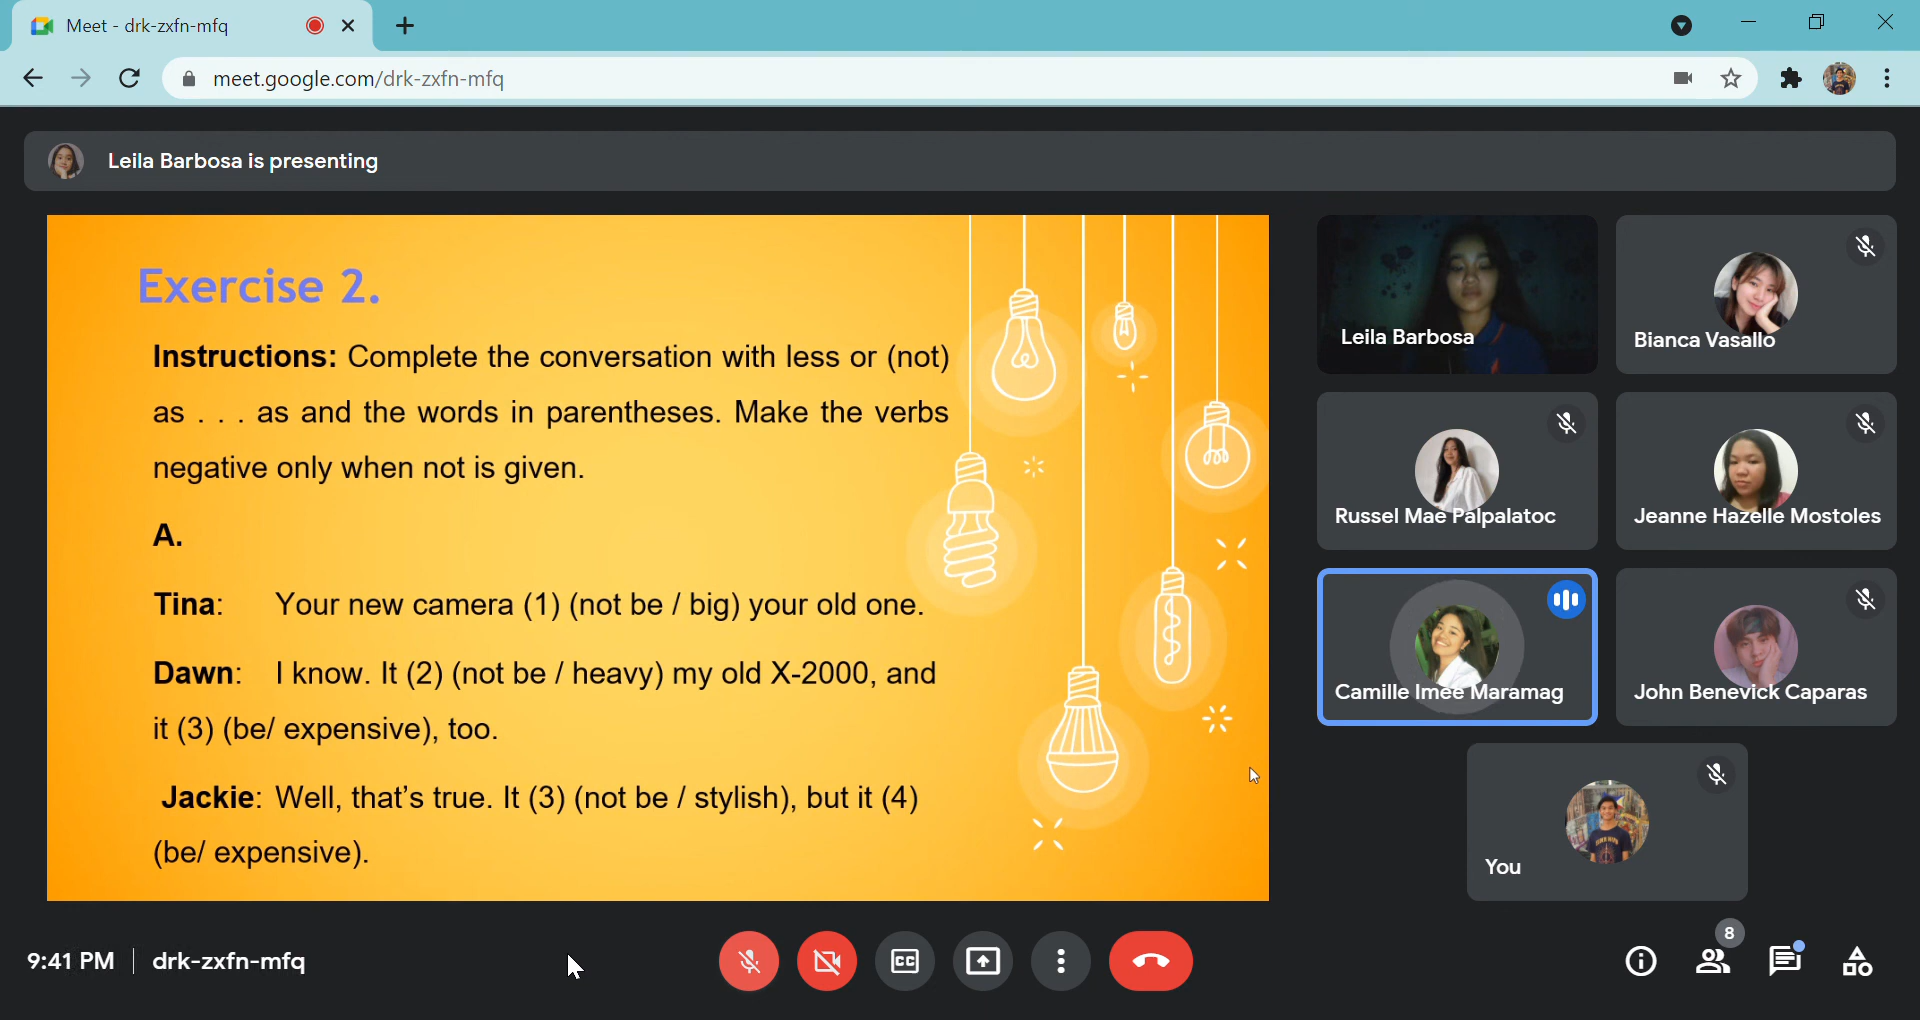 Meet - drk-zxfn-mfq
meet.google.com/drk-zxfn-mfq
Leila Barbosa is presenting
Exercise 2.
Instructions: Complete the conversation with less or (not)
as . . . as and the words in parentheses. Make the verbs
negative only when not is given.
A.
Tina: Your new camera (1) (not be / big) your old one.
Dawn: I know. It (2) (not be / heavy) my old X-2000, and
it (3) (be/ expensive), too.
Jackie: Well, that's true. It (3) (not be / stylish), but it (4)
(be/ expensive).
Leila Barbosa
Bianca Vasallo
Russel Mae Palpalatoc
Jeanne Hazelle Mostoles
Camille Imee Maramag
John Benevick Caparas
You
9:41 PM
drk-zxfn-mfq
CC
8